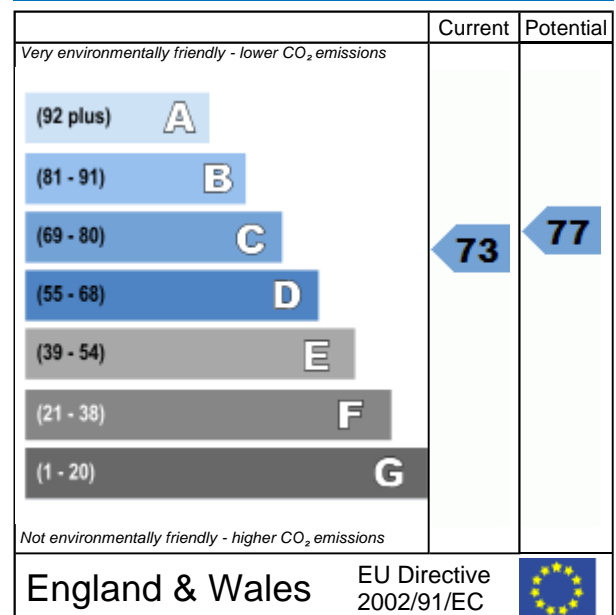 Current Potential
Very environmentally friendly - lower CO₂ emissions
(92 plus) A
(81 - 91) B
(69 - 80) C
73 77
(55 - 68) D
(39 - 54) E
(21 - 38) F
(1 - 20) G
Not environmentally friendly - higher CO₂ emissions
England & Wales
EU Directive
2002/91/EC